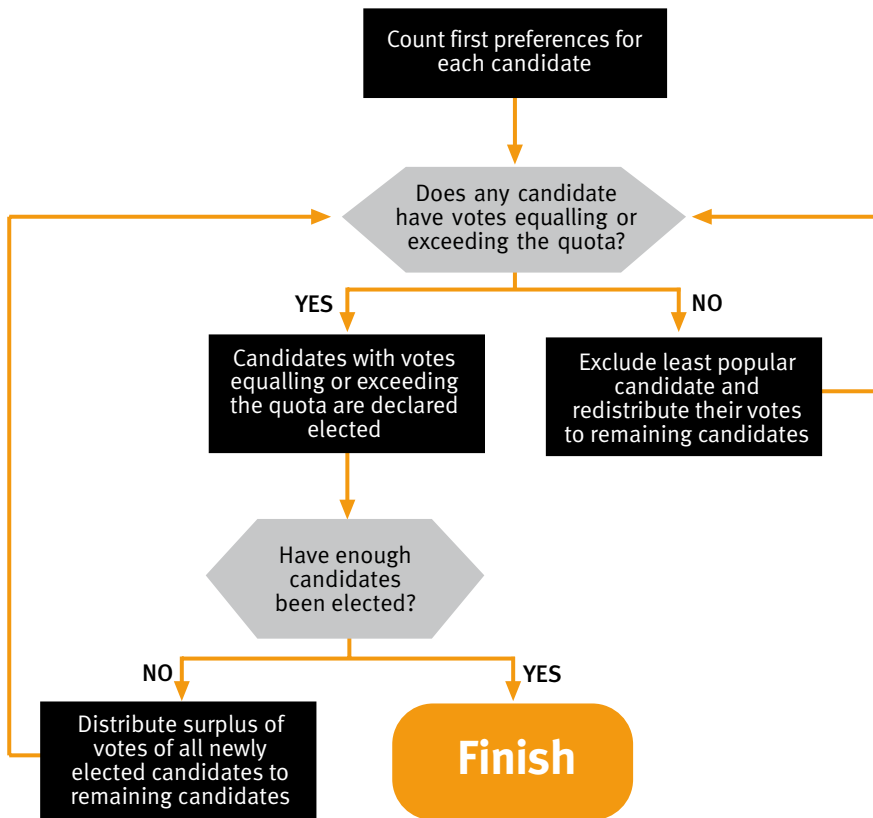 Count first preferences for
each candidate
Does any candidate
have votes equalling or
exceeding the quota?
YES
NO
Candidates with votes
equalling or exceeding
the quota are declared
elected
Exclude least popular
candidate and
redistribute their votes
to remaining candidates
Have enough
candidates
been elected?
NO
YES
Distribute surplus of
votes of all newly
elected candidates to
remaining candidates
Finish